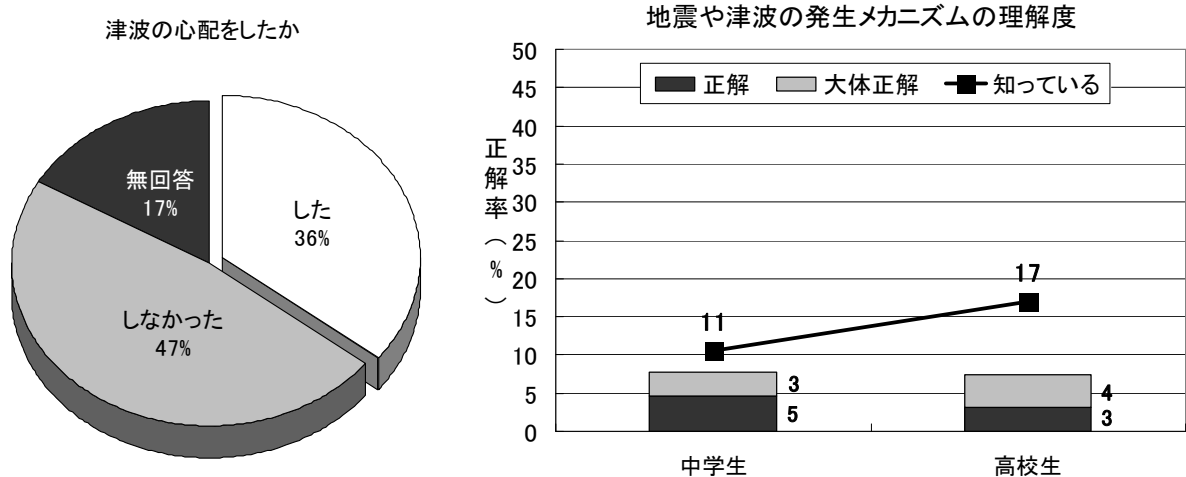 津波の心配をしたか
無回答
17%
した
36%
しなかった
47%
地震や津波の発生メカニズムの理解度
正解率(%)
50
45
40
35
30
25
20
15
10
5
0
正解 大体正解 知っている
11
17
3
5
4
3
中学生 高校生